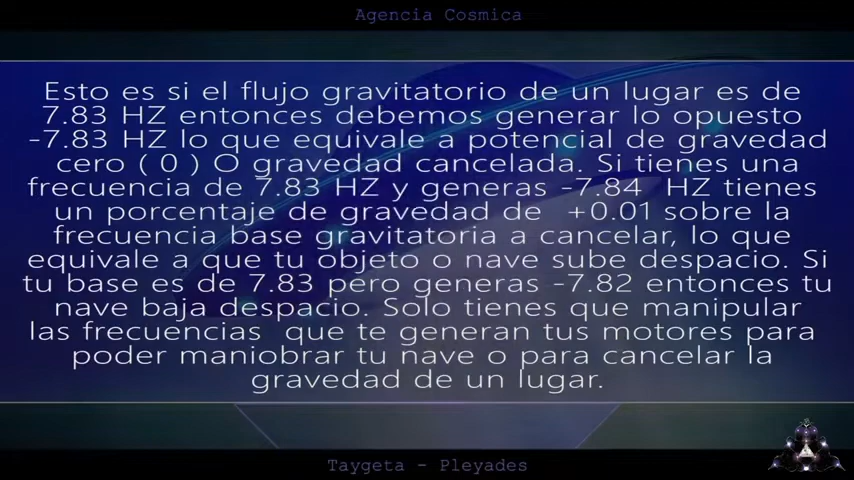 Agencia Cosmica
Esto es si el flujo gravitatorio de un lugar es de
7.83 HZ entonces debemos generar lo opuesto
-7.83 HZ lo que equivale a potencial de gravedad
cero ( 0 ) O gravedad cancelada. Si tienes una
frecuencia de 7.83 HZ y generas -7.84 HZ tienes
un porcentaje de gravedad de +0.01 sobre la
frecuencia base gravitatoria a cancelar, lo que
equivale a que tu objeto o nave sube despacio. Si
tu base es de 7.83 pero generas -7.82 entonces tu
nave baja despacio. Solo tienes que manipular
las frecuencias que te generan tus motores para
poder maniobrar tu nave o para cancelar la
gravedad de un lugar.
Taygeta - Pleyades